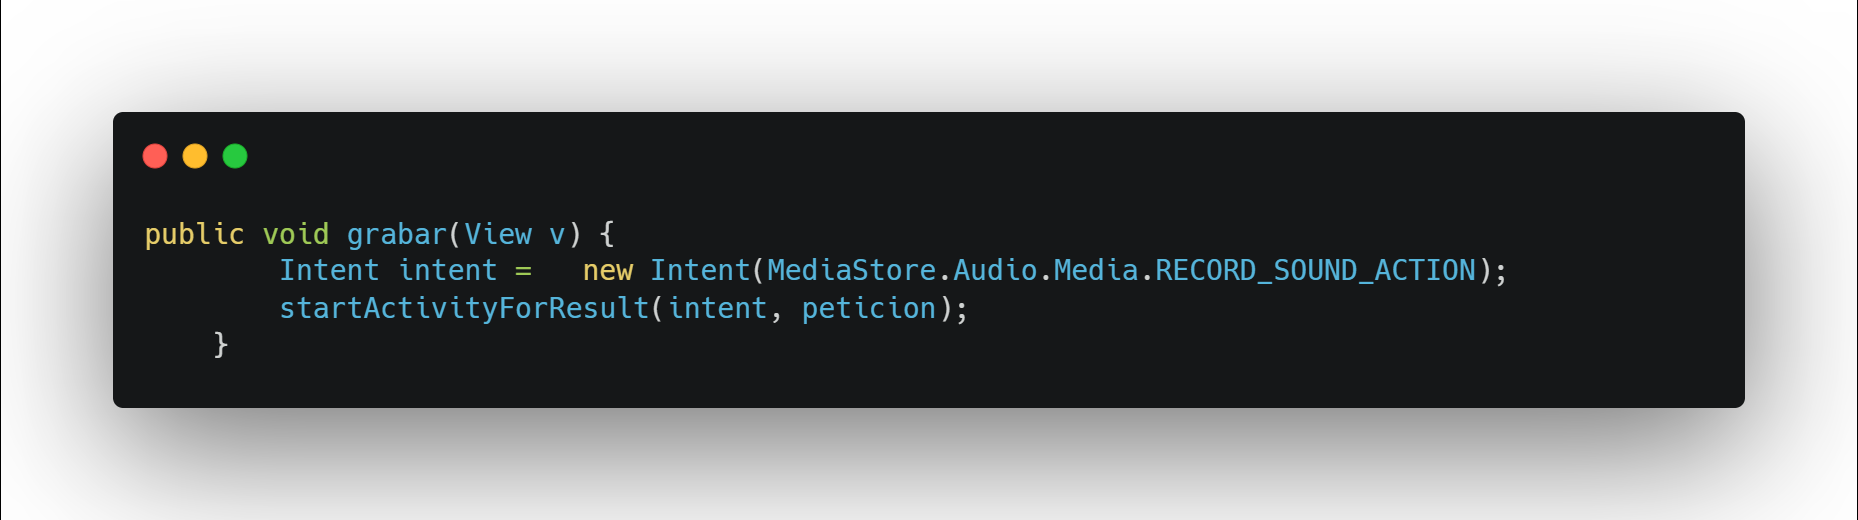 public void grabar(View v) {
        Intent intent =   new Intent(MediaStore.Audio.Media.RECORD_SOUND_ACTION);
        startActivityForResult(intent, peticion);
    }